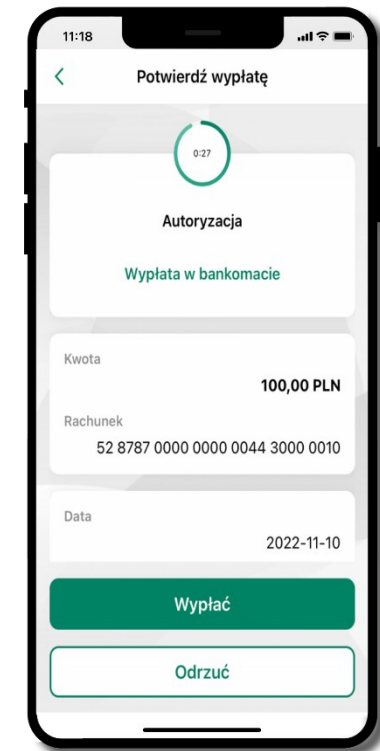 11:18
Potwierdź wypłatę
0:27
Autoryzacja
Wypłata w bankomacie
Kwota
100,00 PLN
Rachunek
52 8787 0000 0000 0044 3000 0010
Data
2022-11-10
Wypłać
Odrzuć